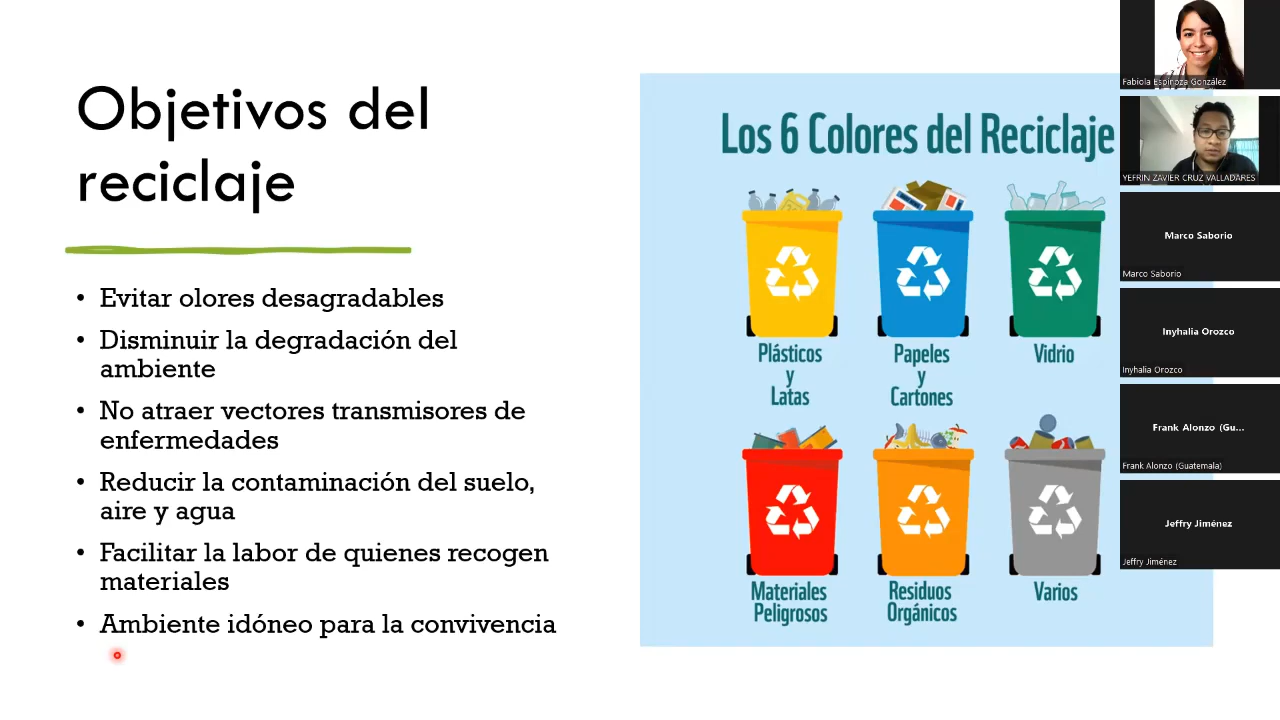 Objetivos del
reciclaje
• Evitar olores desagradables
• Disminuir la degradación del
ambiente
• No atraer vectores transmisores de
enfermedades
• Reducir la contaminación del suelo,
aire y agua
• Facilitar la labor de quienes recogen
materiales
• Ambiente idóneo para la convivencia
Los 6 Colores del Reciclaje
Plásticos
y
Latas
Papeles
y
Cartones
Vidrio
Materiales
Peligrosos
Residuos
Orgánicos
Varios
Fabiola Espinoza González
YEFRIN ZAVIER CRUZ VALLADARES
Marco Saborio
Marco Saborio
Inyhalia Orozco
Inyhalia Orozco
Frank Alonzo (Gu...
Frank Alonzo (Guatemala)
Jeffry Jiménez
Jeffry Jiménez